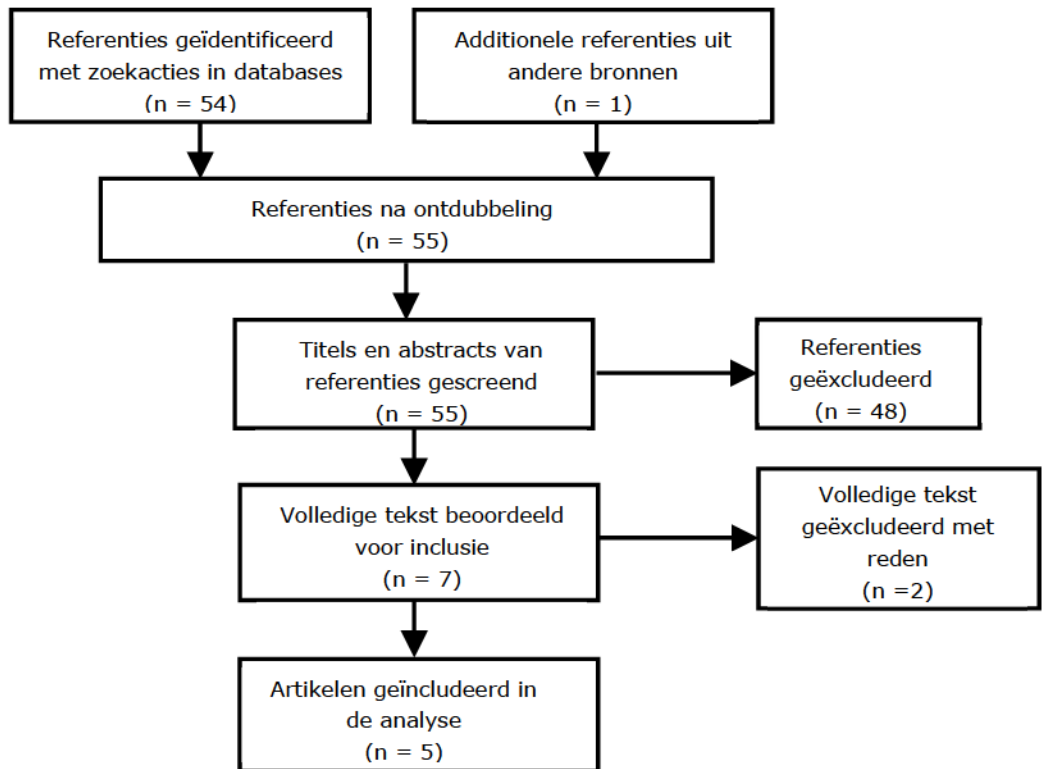 Referenties geïdentificeerd
met zoekacties in databases
(n = 54)
Additionele referenties uit
andere bronnen
(n = 1)
Referenties na ontdubbeling
(n = 55)
Titels en abstracts van
referenties gescreend
(n = 55)
Referenties
geëxcludeerd
(n = 48)
Volledige tekst beoordeeld
voor inclusie
(n = 7)
Volledige tekst
geëxcludeerd met
reden
(n =2)
Artikelen geïncludeerd in
de analyse
(n = 5)